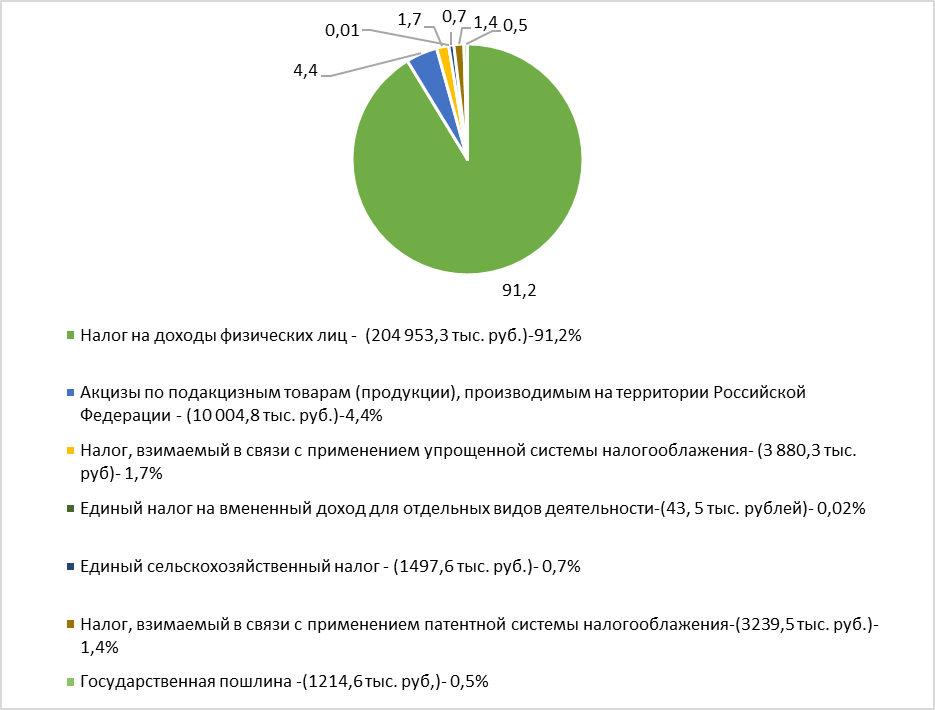 0,01
1,7
0,7
1,4
0,5
4,4
91,2
Налог на доходы физических лиц - (204 953,3 тыс. руб.)-91,2%
Акцизы по подакцизным товарам (продукции), производимым на территории Российской
Федерации - (10 004,8 тыс. руб.)-4,4%
Налог, взимаемый в связи с применением упрощенной системы налогооблажения- (3 880,3 тыс.
руб)- 1,7%
Единый налог на вмененный доход для отдельных видов деятельности-(43, 5 тыс. рублей)- 0,02%
Единый сельскохозяйственный налог - (1497,6 тыс. руб.)- 0,7%
Налог, взимаемый в связи с применением патентной системы налогооблажения-(3239,5 тыс. руб.)-
1,4%
Государственная пошлина -(1214,6 тыс. руб,)- 0,5%